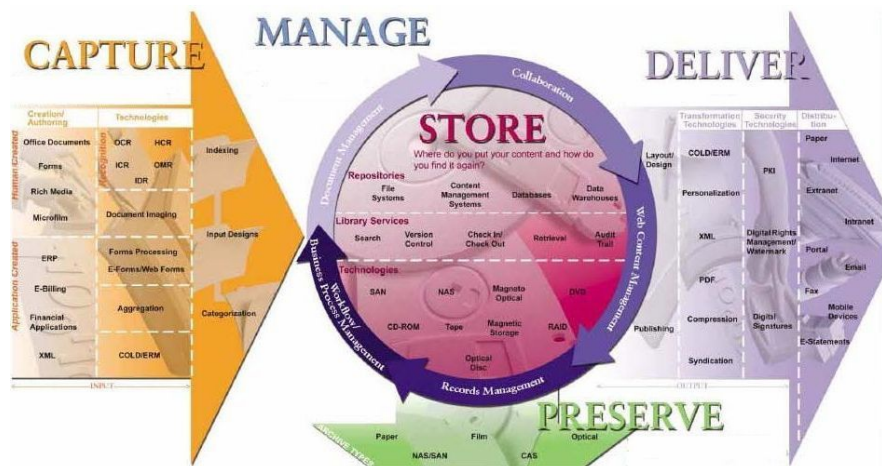 CAPTURE
MANAGE
DELIVER
Creation/
Authoring
Technologies
Human Created
Office Documents
Forms
Rich Media
Microfilm
Recognition
OCR HCR
ICR OMR
IDR
Document Imaging
Application Created
ERP
E-Billing
Financial
Applications
XML
Forms Processing
E-Forms/Web Forms
Aggregation
COLD/ERM
INPUT
Indexing
Input Designs
Categorization
Document Management
Collaboration
Web Content Management
Records Management
Workflow/
Business Process Management
STORE
Where do you put your content and how do
you find it again?
Repositories
File
Systems
Content
Management
Systems
Databases
Data
Warehouses
Library Services
Search
Version
Control
Check In/
Check Out
Retrieval
Audit
Trail
Technologies
SAN
NAS
Magneto
Optical
DVD
CD-ROM
Tape
Magnetic
Storage
RAID
Optical
Disc
Layout/
Design
Publishing
Transformation
Technologies
COLD/ERM
Personalization
XML
PDF
Compression
Syndication
Security
Technologies
PKI
Digital Rights
Management/
Watermark
Digital
Signatures
Distribu-
tion
Paper
Internet
Extranet
Intranet
Portal
Email
Fax
Mobile
Devices
E-Statements
OUTPUT
PRESERVE
ARCHIVE TYPES
Paper
Film
Optical
NAS/SAN
CAS